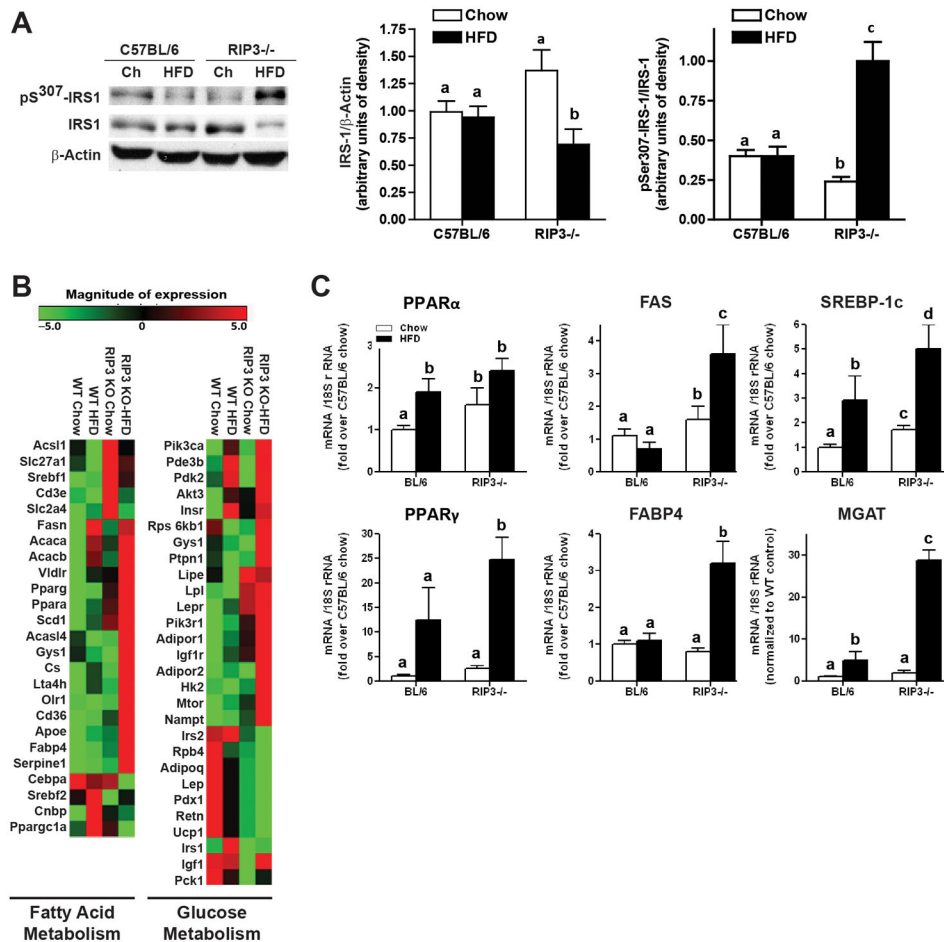 A
C57BL/6 RIP3-/-
Ch HFD Ch HFD
pS307-IRS1
IRS1
β-Actin
Chow
HFD
IRS-1/β-Actin
(arbitrary units of density)
1.75
1.50
1.25
1.00
0.75
0.50
0.25
0.00
a a a b
C57BL/6 RIP3-/-
Chow
HFD
pSer307-IRS-1/IRS-1
(arbitrary units of density)
1.00
0.75
0.50
0.25
0.00
a a b c
C57BL/6 RIP3-/-
B
Magnitude of expression
-5.0 0 5.0
WT Chow
WT HFD
RIP3 KO Chow
RIP3 KO-HFD
Acsl1
Slc27a1
Srebf1
Cd3e
Slc2a4
Fasn
Acaca
Acacb
Vldlr
Pparg
Ppara
Scd1
Acasl4
Gys1
Cs
Lta4h
Olr1
Cd36
Apoe
Fabp4
Serpine1
Cebpa
Srebf2
Cnbp
Ppargc1a
Fatty Acid
Metabolism
WT Chow
WT HFD
RIP3 KO Chow
RIP3 KO-HFD
Pik3ca
Pde3b
Pdk2
Akt3
Insr
Rps 6kb1
Gys1
Ptpn1
Lipe
Lpl
Lepr
Pik3r1
Adipor1
Igf1r
Adipor2
Hk2
Mtor
Nampt
Irs2
Rpb4
Adipoq
Lep
Pdx1
Retn
Ucp1
Irs1
Igf1
Pck1
Glucose
Metabolism
C
PPARα
Chow
HFD
mRNA /18S r RNA
(fold over C57BL/6 chow)
3
2
1
0
a b b b
BL/6 RIP3-/-
FAS
mRNA /18S rRNA
(fold over C57BL/6 chow)
4
3
2
1
0
a a b c
BL/6 RIP3-/-
SREBP-1c
mRNA /18S rRNA
(fold over C57BL/6 chow)
6
5
4
3
2
1
0
a b c d
BL/6 RIP3-/-
PPARγ
mRNA /18S rRNA
(fold over C57BL/6 chow)
30
25
20
15
10
5
0
a a a b
BL/6 RIP3-/-
FABP4
mRNA /18S rRNA
(fold over C57BL/6 chow)
4
3
2
1
0
a a a b
BL/6 RIP3-/-
MGAT
mRNA /18S rRNA
(normalized to WT control)
30
20
10
0
a b a c
BL/6 RIP3-/-